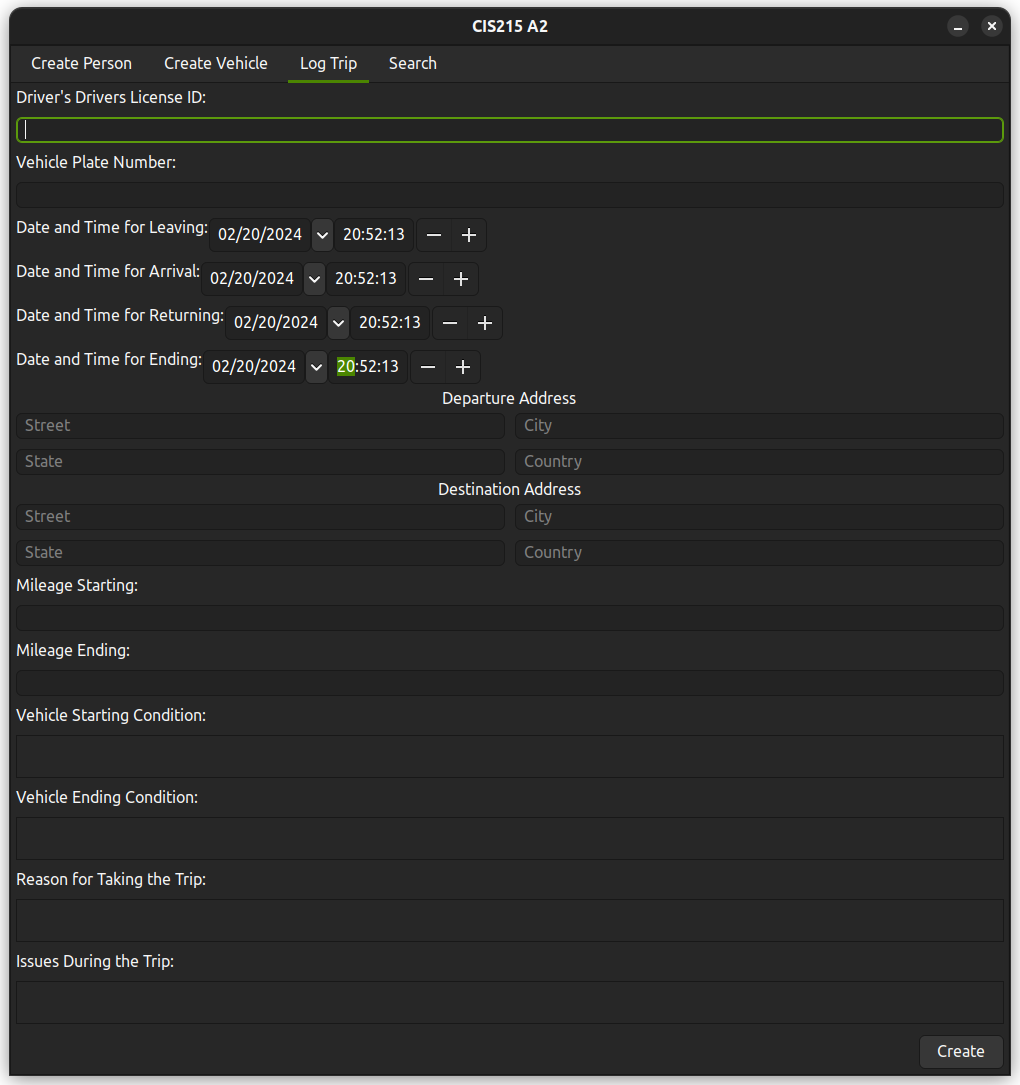 CIS215 A2
Create Person Create Vehicle Log Trip Search
Driver's Drivers License ID:
Vehicle Plate Number:
Date and Time for Leaving: 02/20/2024 20:52:13
Date and Time for Arrival: 02/20/2024 20:52:13
Date and Time for Returning: 02/20/2024 20:52:13
Date and Time for Ending: 02/20/2024 20:52:13
Departure Address
Street City
State Country
Destination Address
Street City
State Country
Mileage Starting:
Mileage Ending:
Vehicle Starting Condition:
Vehicle Ending Condition:
Reason for Taking the Trip:
Issues During the Trip:
Create